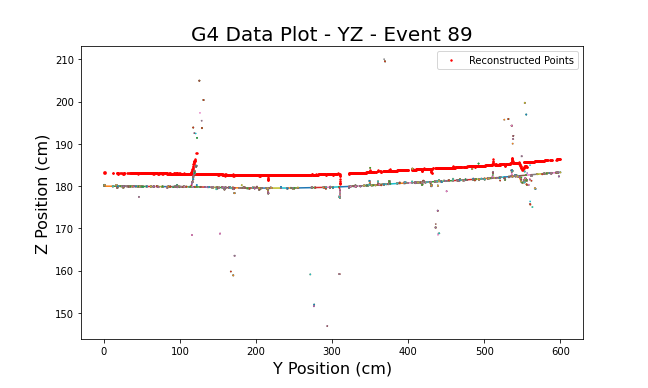 G4 Data Plot - YZ - Event 89
Reconstructed Points
210
200
190
180
170
160
150
Z Position (cm)
0 100 200 300 400 500 600
Y Position (cm)